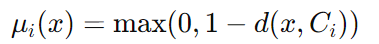 μᵢ(x) = max(0, 1 − d(x, Cᵢ))